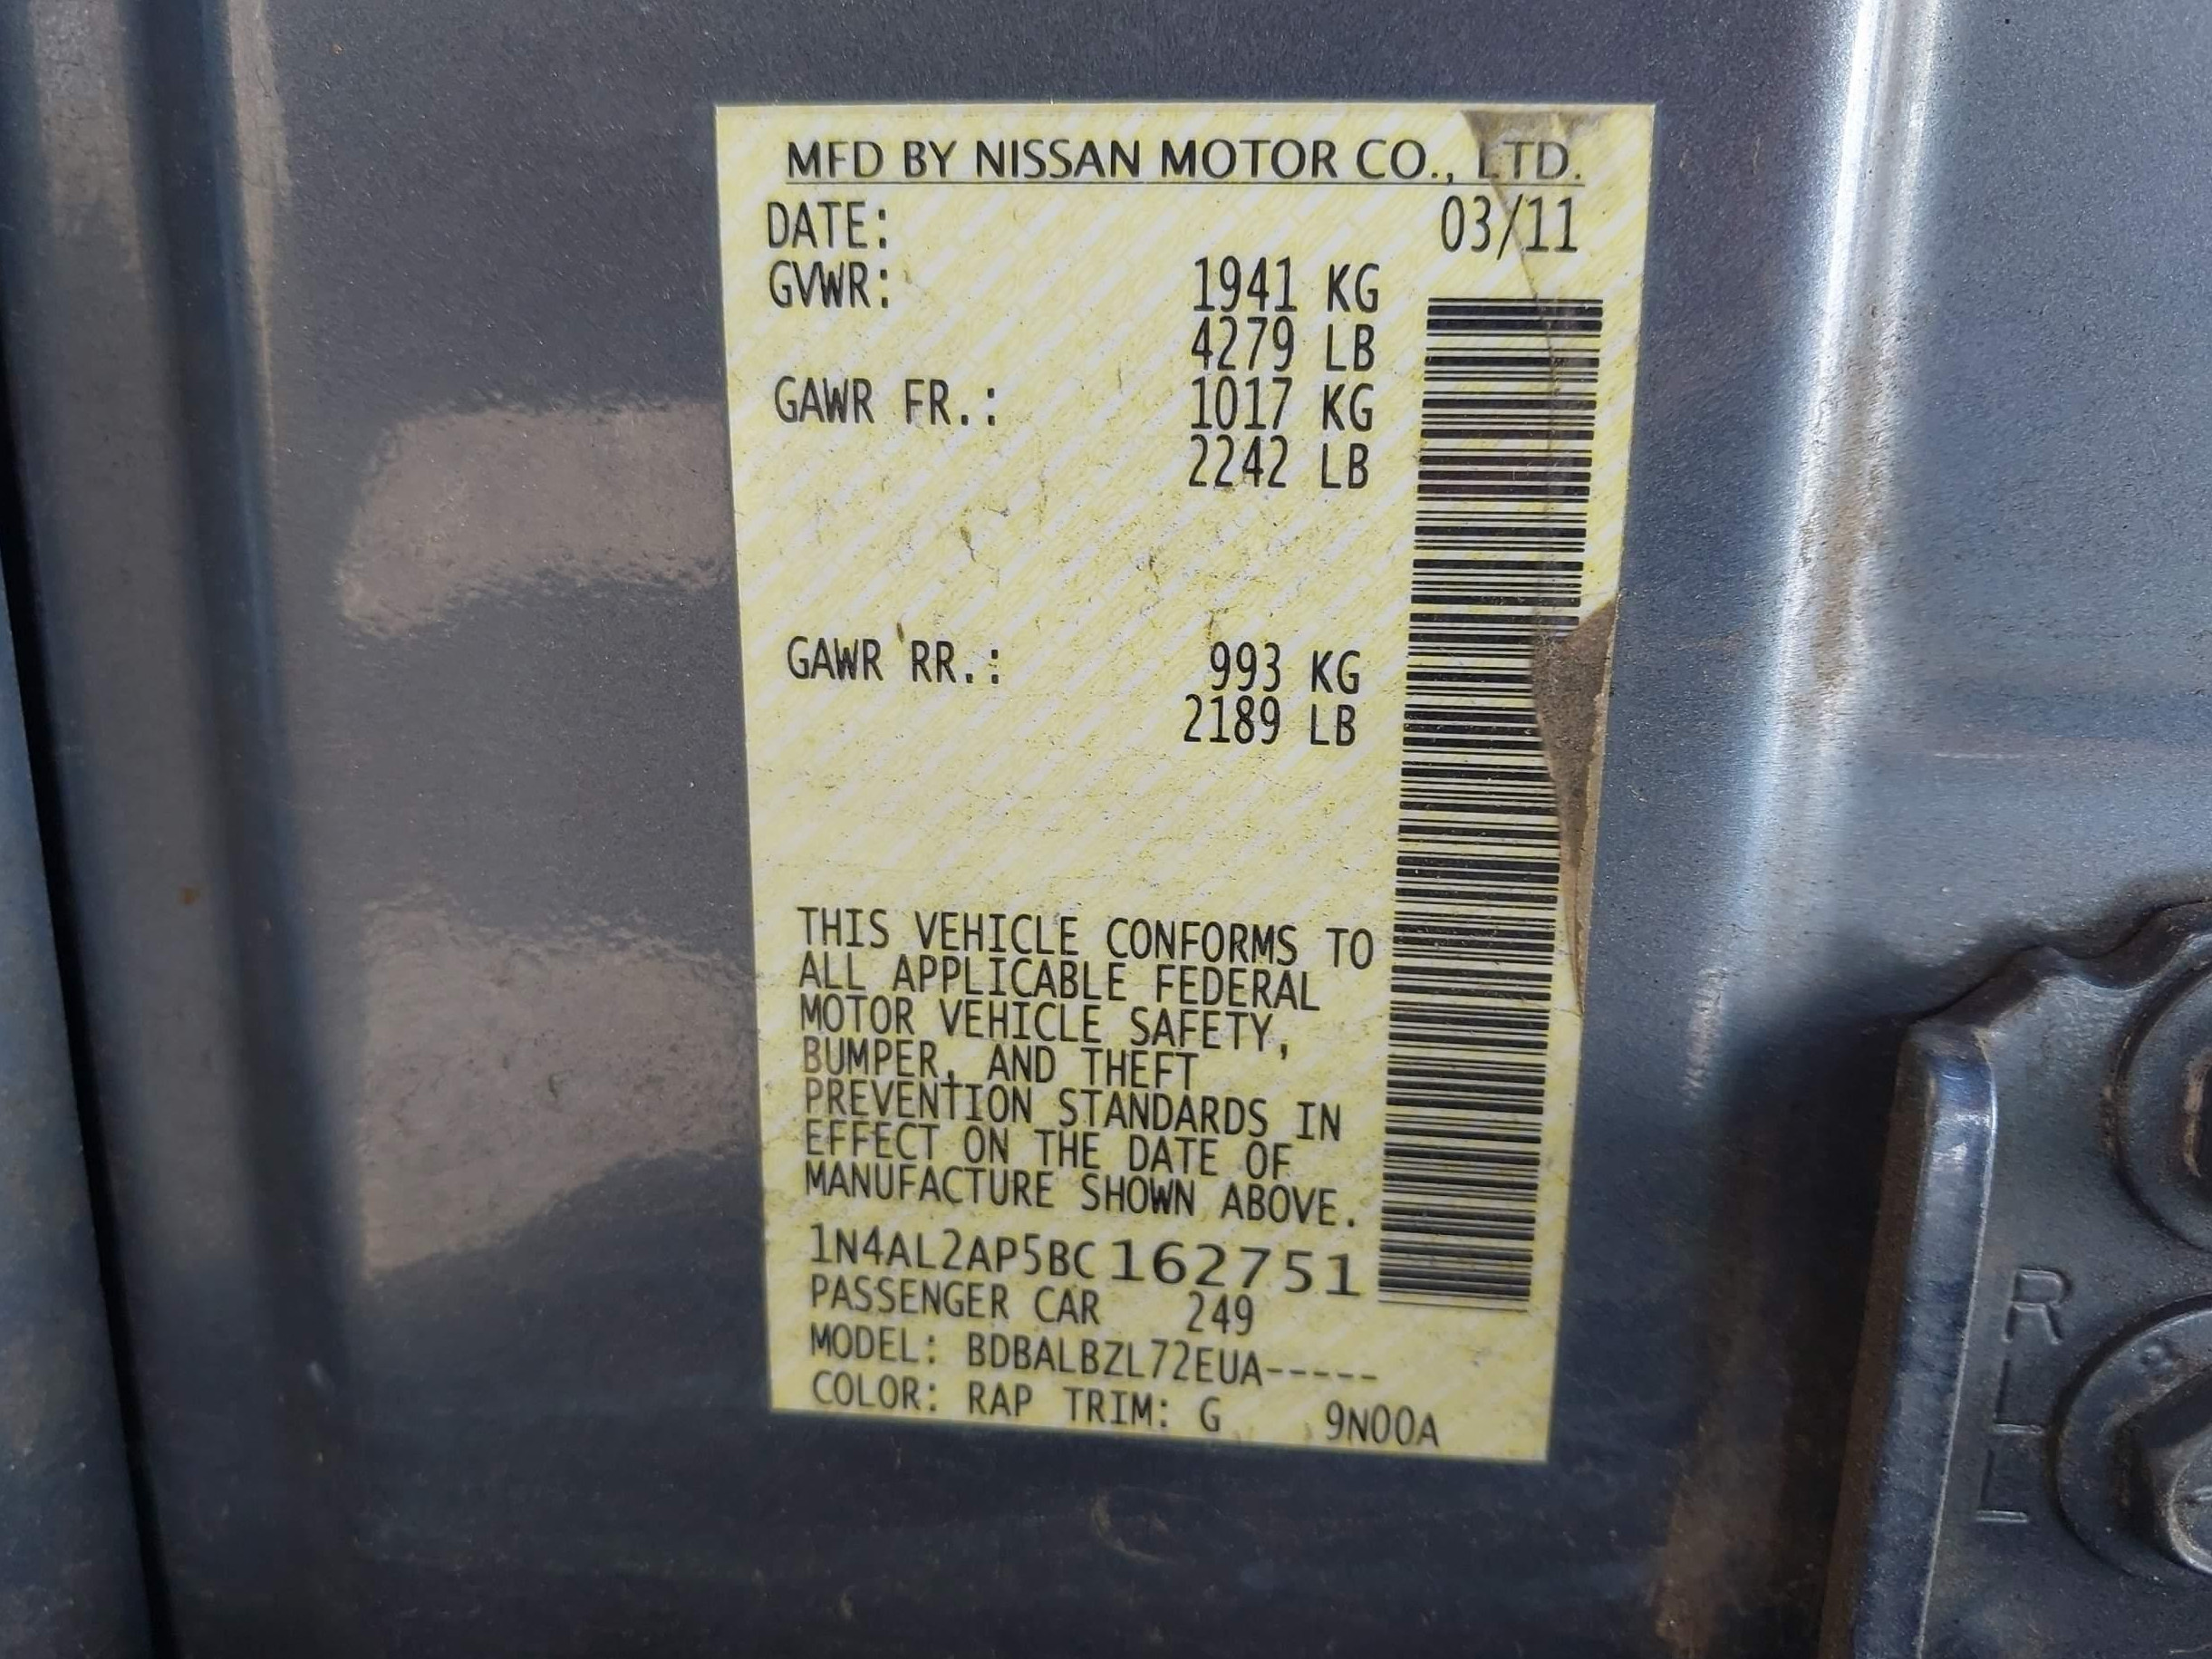 MFD BY NISSAN MOTOR CO., LTD.
DATE: 03/11
GVWR: 1941 KG
4279 LB
GAWR FR.: 1017 KG
2242 LB
GAWR RR.: 993 KG
2189 LB
THIS VEHICLE CONFORMS TO
ALL APPLICABLE FEDERAL
MOTOR VEHICLE SAFETY,
BUMPER, AND THEFT
PREVENTION STANDARDS IN
EFFECT ON THE DATE OF
MANUFACTURE SHOWN ABOVE.
1N4AL2AP5BC162751
PASSENGER CAR 249
MODEL: BDBALBZL72EUA-----
COLOR: RAP TRIM: G 9N00A
RLLL